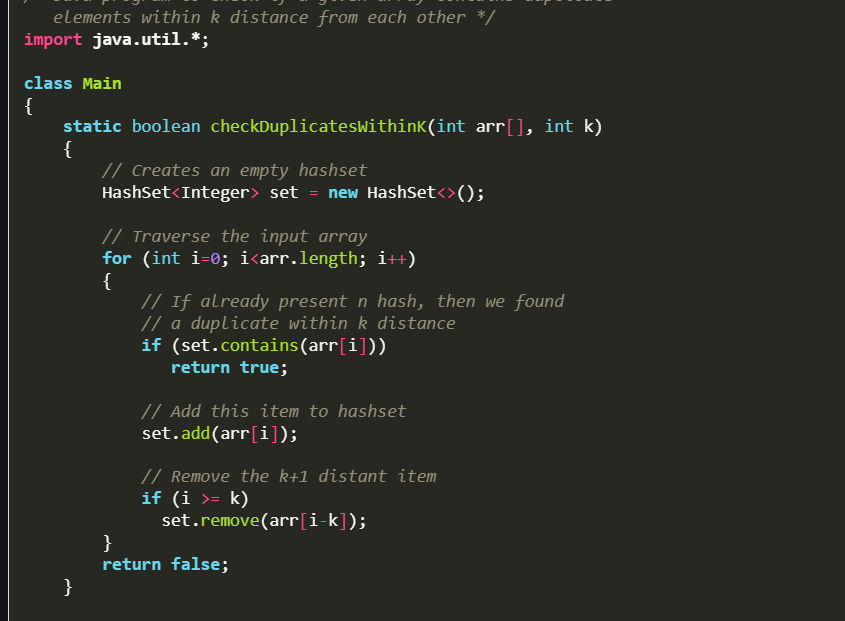 elements within k distance from each other */
import java.util.*;
class Main
{
static boolean checkDuplicatesWithinK(int arr[], int k)
{
// Creates an empty hashset
HashSet<Integer> set = new HashSet<>();
// Traverse the input array
for (int i=0; i<arr.length; i++)
{
// If already present n hash, then we found
// a duplicate within k distance
if (set.contains(arr[i]))
return true;
// Add this item to hashset
set.add(arr[i]);
// Remove the k+1 distant item
if (i >= k)
set.remove(arr[i-k]);
}
return false;
}